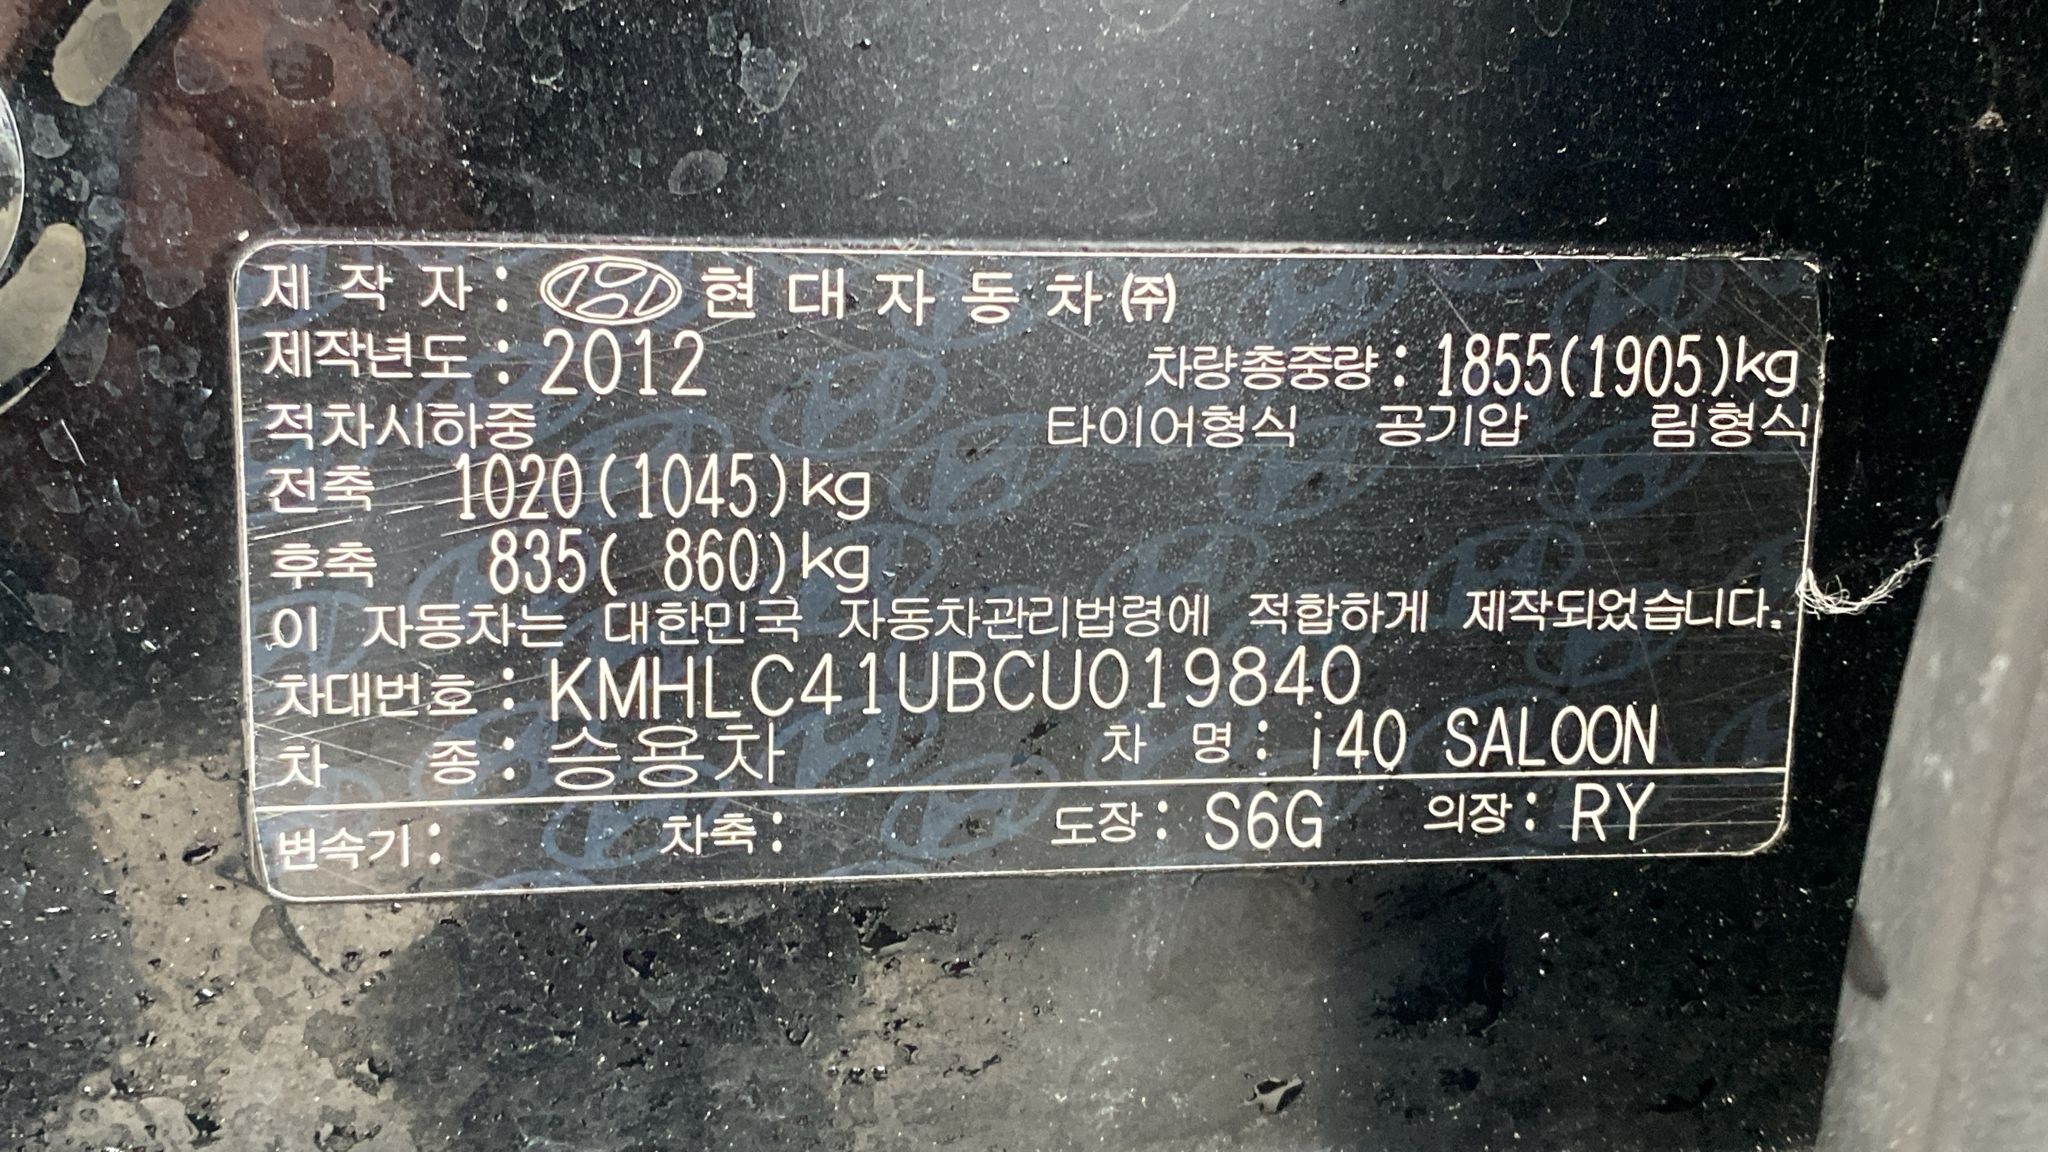 제 작 자 : 현 대 자 동 차 ㈜
제작년도 : 2012 차량총중량 : 1855(1905)kg
적차시하중 타이어형식 공기압 림형식
전축 1020(1045)kg
후축 835( 860)kg
이 자동차는 대한민국 자동차관리법령에 적합하게 제작되었습니다.
차대번호 : KMHLC41UBCU019840
차 종 : 승용차 차 명 : i40 SALOON
변속기 : 차축 : 도장 : S6G 의장 : RY